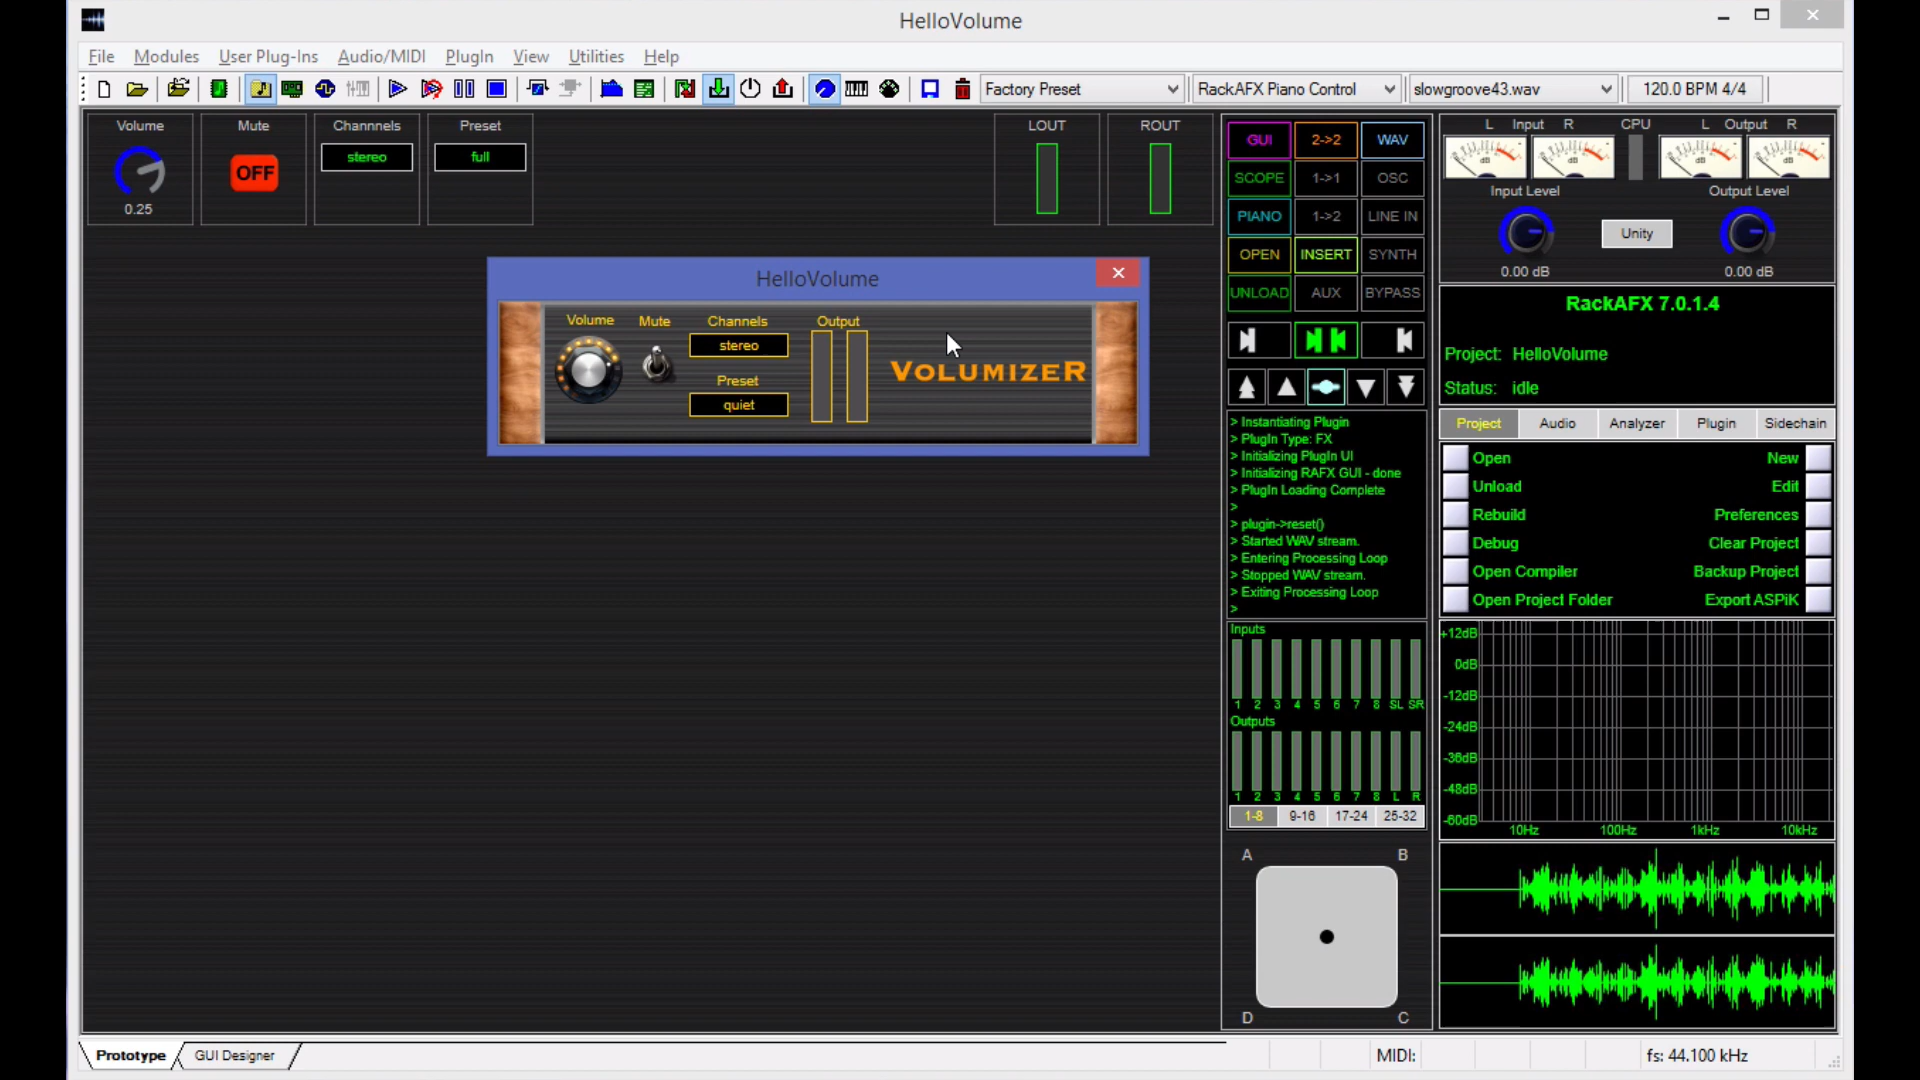 HelloVolume
File Modules User Plug-Ins Audio/MIDI PlugIn View Utilities Help
Factory Preset RackAFX Piano Control slowgroove43.wav 120.0 BPM 4/4
Volume Mute Channnels Preset LOUT ROUT
OFF stereo full
0.25
HelloVolume
Volume Mute Channels Output
stereo
Preset
quiet
VOLUMIZER
GUI 2->2 WAV
SCOPE 1->1 OSC
PIANO 1->2 LINE IN
OPEN INSERT SYNTH
UNLOAD AUX BYPASS
> Instantiating Plugin
> PlugIn Type: FX
> Initializing PlugIn UI
> Initializing RAFX GUI - done
> PlugIn Loading Complete
>
> plugin->reset()
> Started WAV stream.
> Entering Processing Loop
> Stopped WAV stream.
> Exiting Processing Loop
>
Inputs
1 2 3 4 5 6 7 8 SL SR
Outputs
1 2 3 4 5 6 7 8 L R
1-8 9-16 17-24 25-32
A B
D C
L Input R CPU L Output R
dB dB dB dB
Input Level Output Level
Unity
0.00 dB 0.00 dB
RackAFX 7.0.1.4
Project: HelloVolume
Status: idle
Project Audio Analyzer Plugin Sidechain
Open New
Unload Edit
Rebuild Preferences
Debug Clear Project
Open Compiler Backup Project
Open Project Folder Export ASPiK
+12dB
0dB
-12dB
-24dB
-36dB
-48dB
-60dB
10Hz 100Hz 1kHz 10kHz
Prototype GUI Designer MIDI: fs: 44.100 kHz